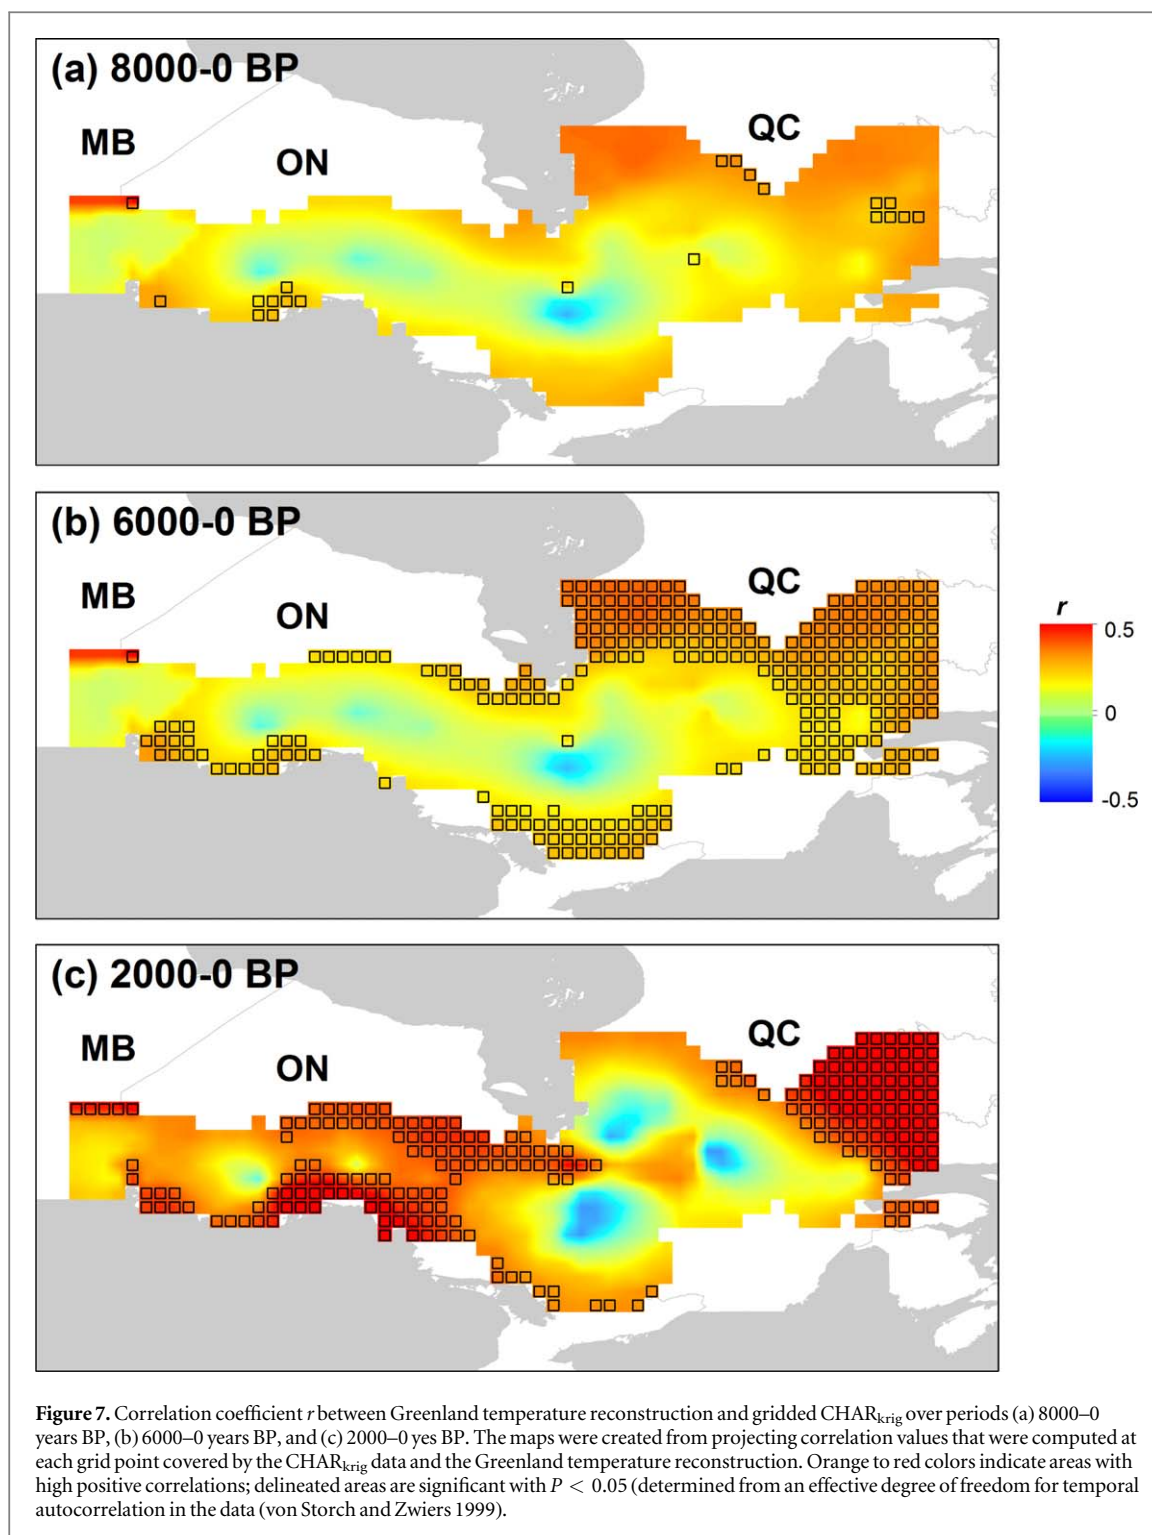 (a) 8000-0 BP
MB
ON
QC
(b) 6000-0 BP
MB
ON
QC
r
0.5
0
-0.5
(c) 2000-0 BP
MB
ON
QC
Figure 7. Correlation coefficient r between Greenland temperature reconstruction and gridded CHARkrig over periods (a) 8000–0
years BP, (b) 6000–0 years BP, and (c) 2000–0 yes BP. The maps were created from projecting correlation values that were computed at
each grid point covered by the CHARkrig data and the Greenland temperature reconstruction. Orange to red colors indicate areas with
high positive correlations; delineated areas are significant with P < 0.05 (determined from an effective degree of freedom for temporal
autocorrelation in the data (von Storch and Zwiers 1999).